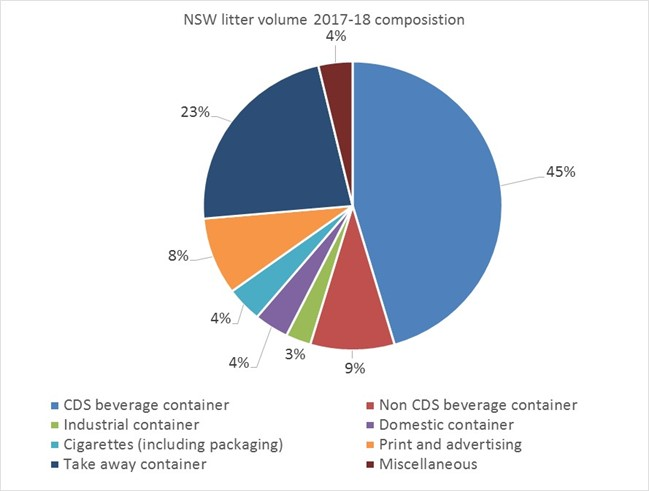 NSW litter volume 2017-18 composistion
4%
45%
23%
8%
4%
4%
3%
9%
CDS beverage container
Non CDS beverage container
Industrial container
Domestic container
Cigarettes (including packaging)
Print and advertising
Take away container
Miscellaneous